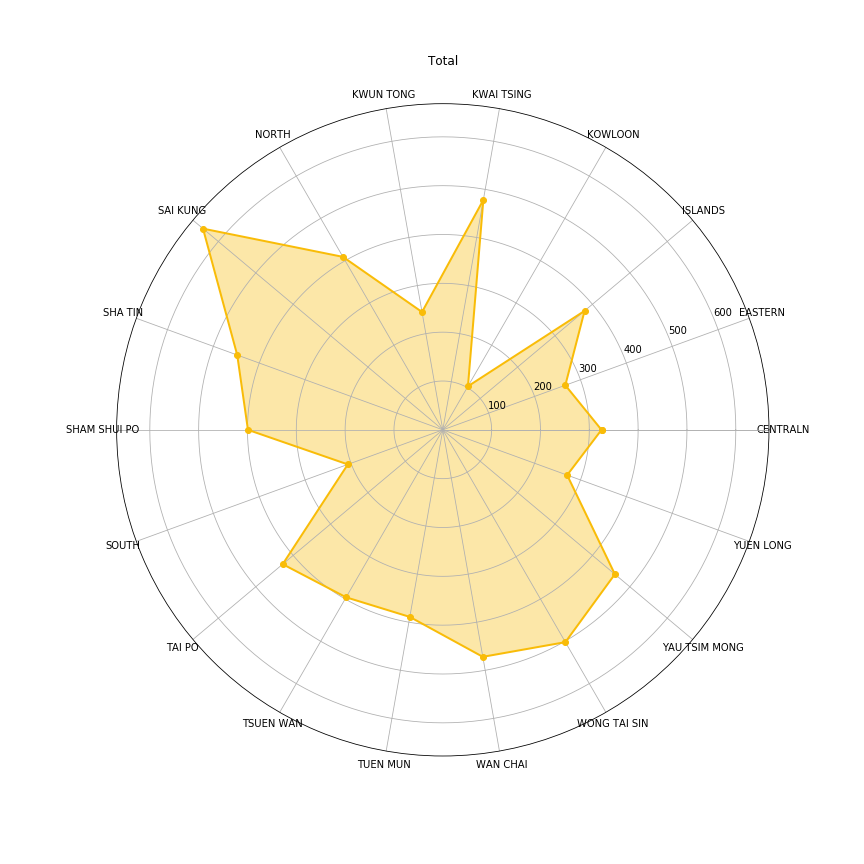 Total
KWUN TONG
KWAI TSING
NORTH
KOWLOON
SAI KUNG
ISLANDS
SHA TIN
600
EASTERN
500
400
300
200
100
SHAM SHUI PO
CENTRALN
SOUTH
YUEN LONG
TAI PO
YAU TSIM MONG
TSUEN WAN
WONG TAI SIN
TUEN MUN
WAN CHAI